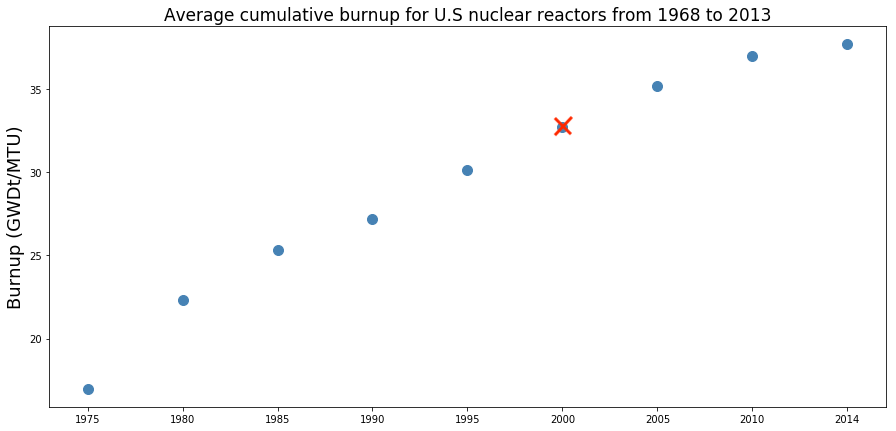 Average cumulative burnup for U.S nuclear reactors from 1968 to 2013
Burnup (GWDt/MTU)
35
30
25
20
1975 1980 1985 1990 1995 2000 2005 2010 2014